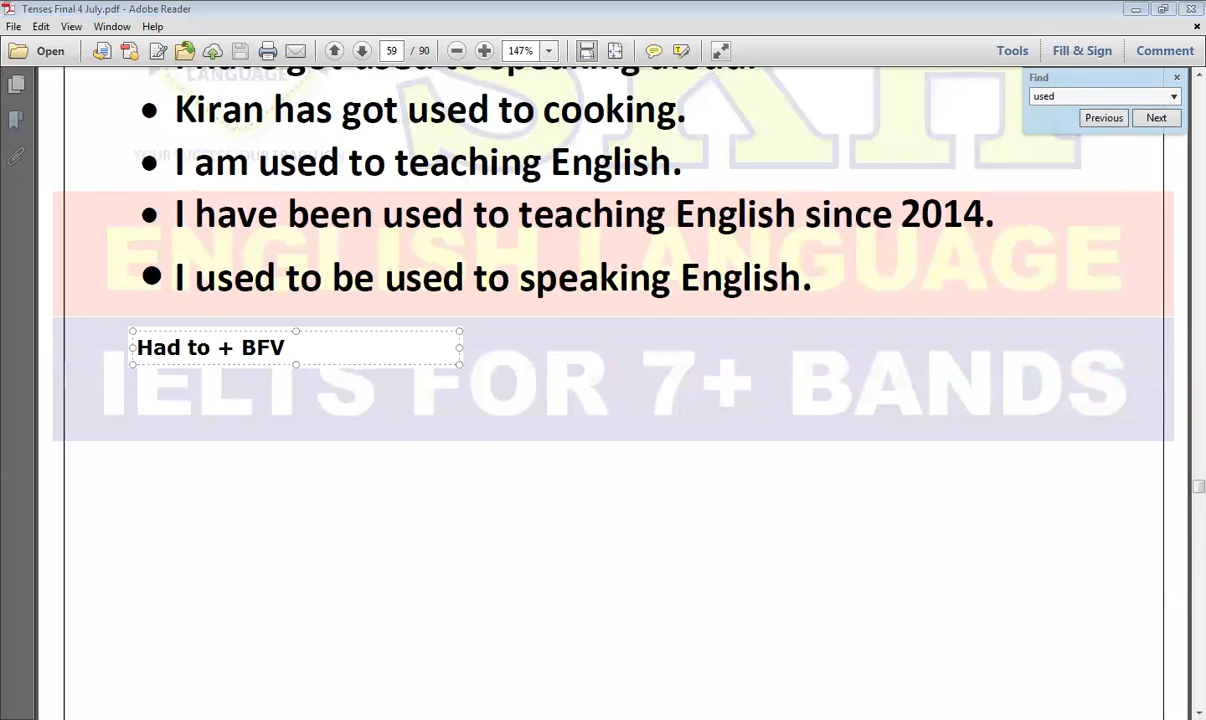 Tenses Final 4 July.pdf - Adobe Reader
File Edit View Window Help
Open 59 / 90 147% Tools Fill & Sign Comment
Find
used
Previous Next
LANGUAGE
• Kiran has got used to cooking.
• I am used to teaching English.
• I have been used to teaching English since 2014.
• I used to be used to speaking English.
ENGLISH LANGUAGE
Had to + BFV
IELTS FOR 7+ BANDS